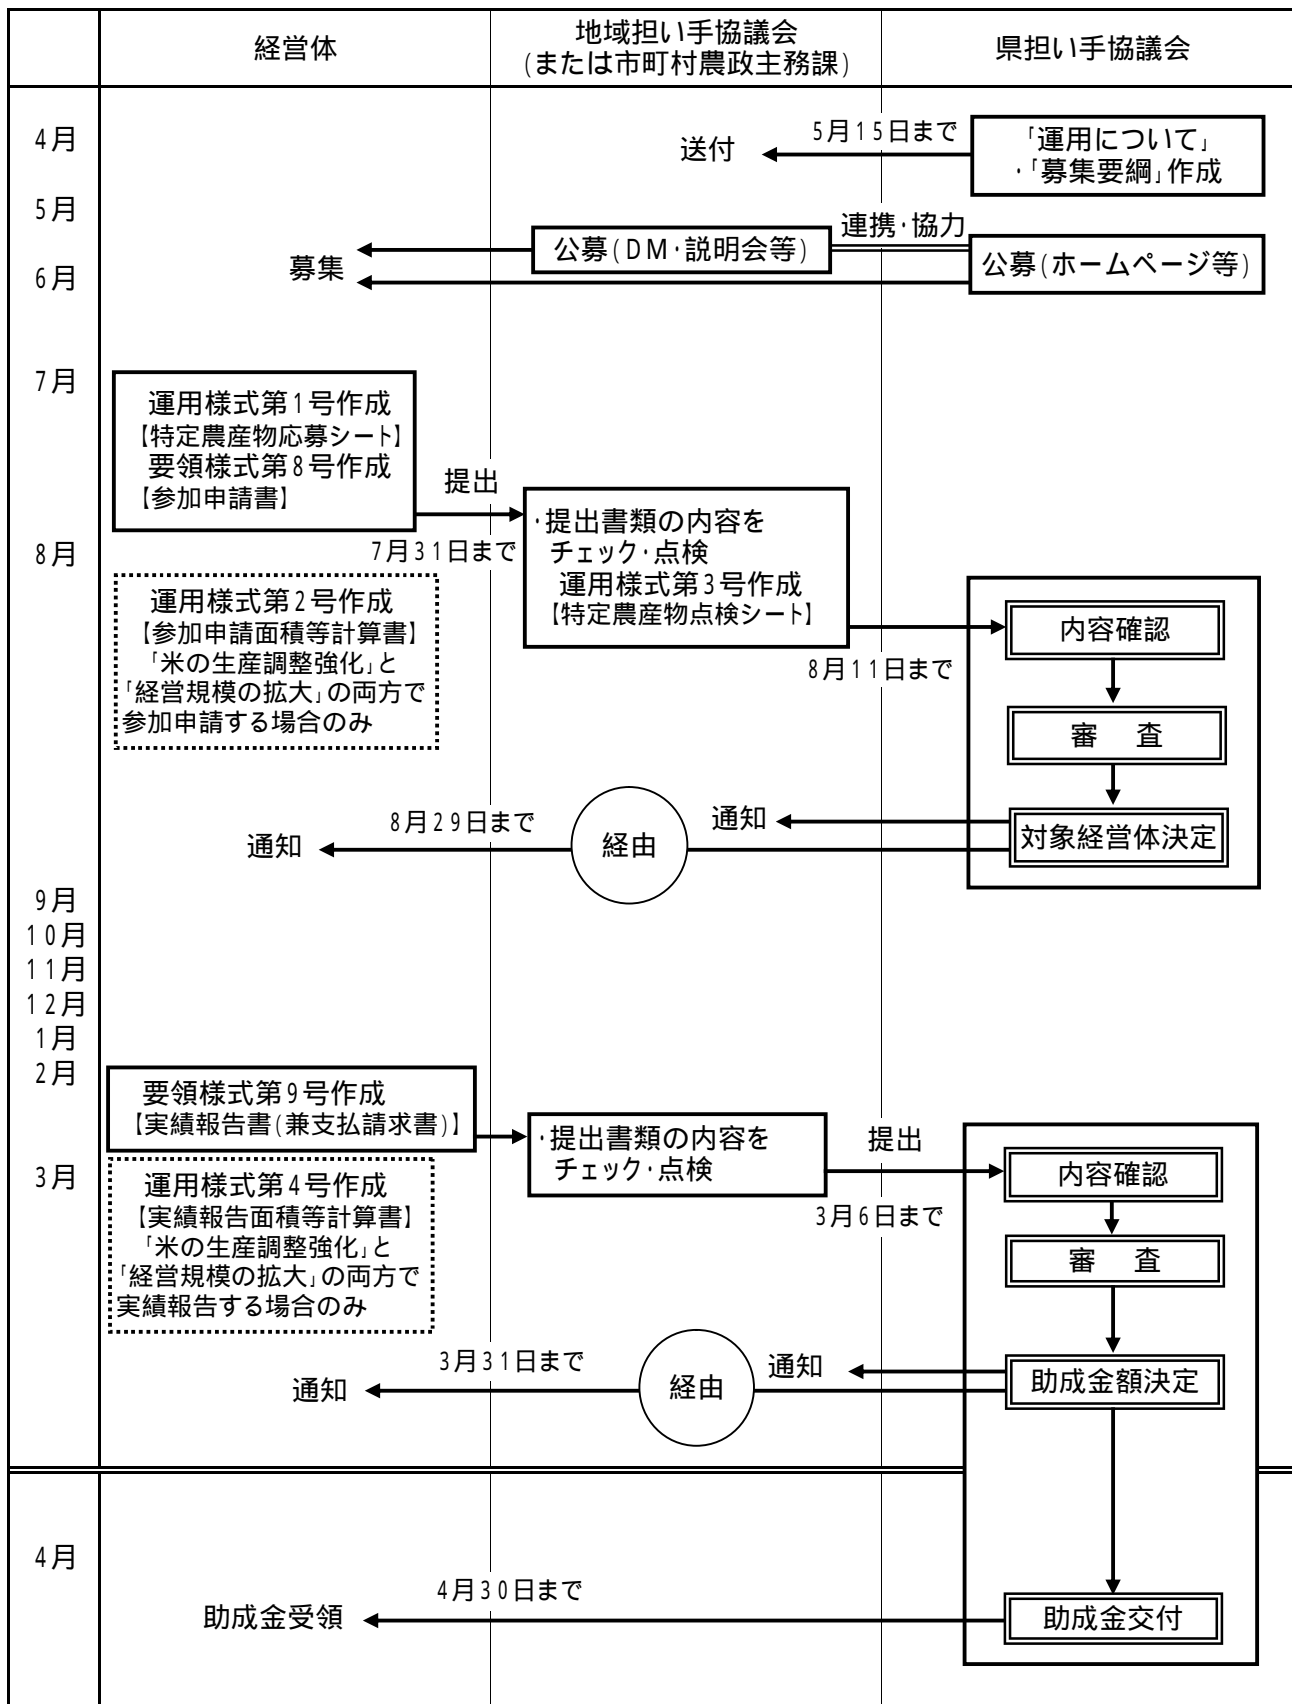 経営体
地域担い手協議会
(または市町村農政主務課)
県担い手協議会
4月
送付
5月15日まで
「運用について」
・「募集要綱」作成
5月
募集
公募(DM・説明会等)
連携・協力
公募(ホームページ等)
6月
7月
運用様式第1号作成
【特定農産物応募シート】
要領様式第8号作成
【参加申請書】
提出
7月31日まで
・提出書類の内容を
チェック・点検
運用様式第3号作成
【特定農産物点検シート】
8月
運用様式第2号作成
【参加申請面積等計算書】
「米の生産調整強化」と
「経営規模の拡大」の両方で
参加申請する場合のみ
8月11日まで
内容確認
審　査
対象経営体決定
通知
経由
8月29日まで
通知
9月
10月
11月
12月
1月
2月
要領様式第9号作成
【実績報告書(兼支払請求書)】
・提出書類の内容を
チェック・点検
提出
3月6日まで
3月
運用様式第4号作成
【実績報告面積等計算書】
「米の生産調整強化」と
「経営規模の拡大」の両方で
実績報告する場合のみ
内容確認
審　査
助成金額決定
通知
経由
3月31日まで
通知
4月
助成金受領
4月30日まで
助成金交付